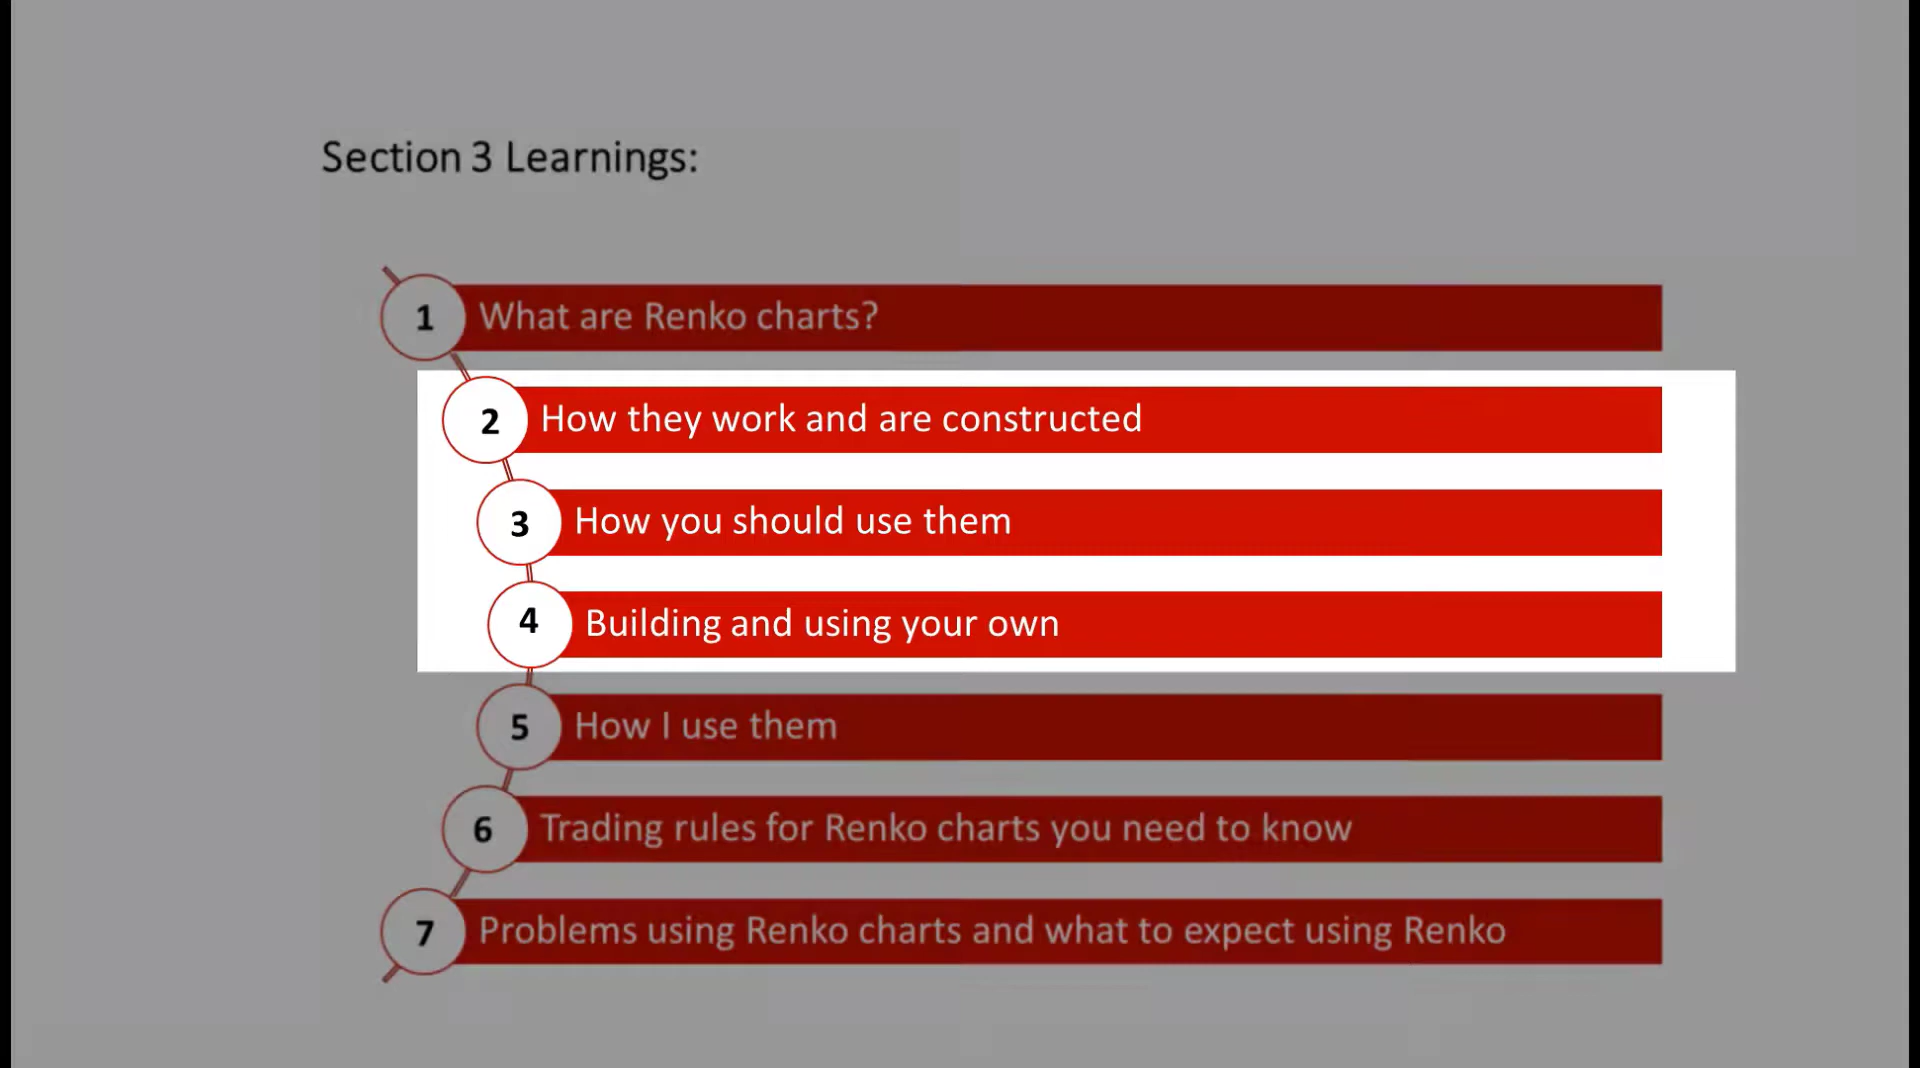 Section 3 Learnings:
1 What are Renko charts?
2 How they work and are constructed
3 How you should use them
4 Building and using your own
5 How I use them
6 Trading rules for Renko charts you need to know
7 Problems using Renko charts and what to expect using Renko